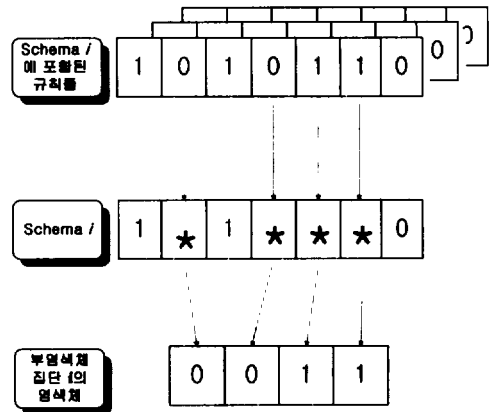 Schema i
에 포함된
규칙들
1 0 1 0 1 1 0
0
0
Schema i
1 * 1 * * * 0
부염색체
집단 i의
염색체
0 0 1 1